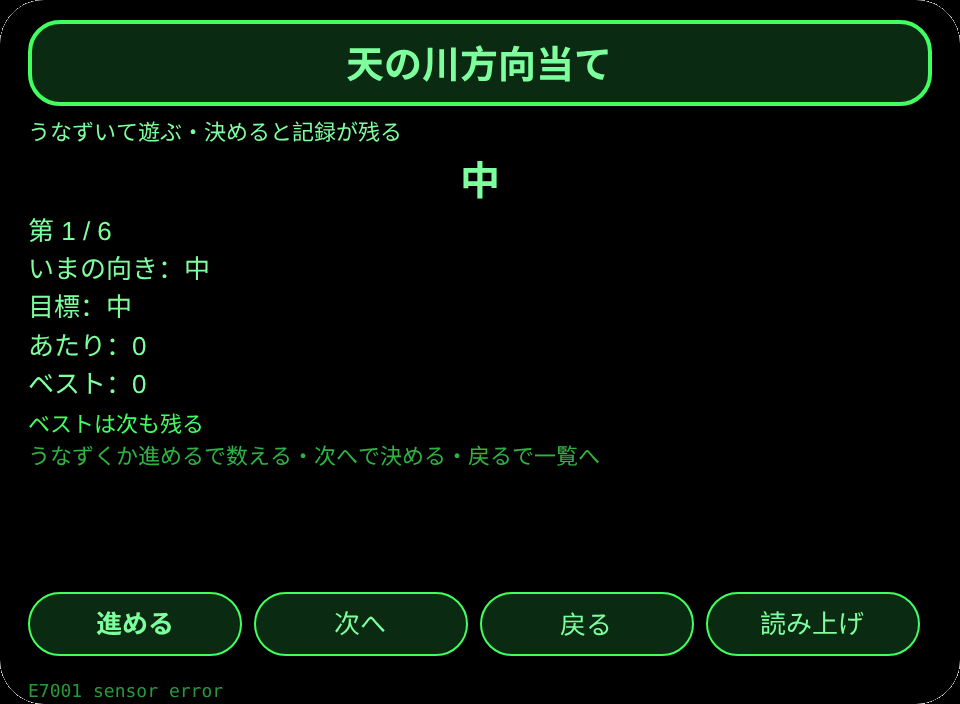 天の川方向当て
うなずいて遊ぶ・決めると記録が残る
中
第 1 / 6
いまの向き: 中
目標: 中
あたり: 0
ベスト: 0
ベストは次も残る
うなずくか進めるで数える・次へで決める・戻るで一覧へ
進める
次へ
戻る
読み上げ
E7001 sensor error